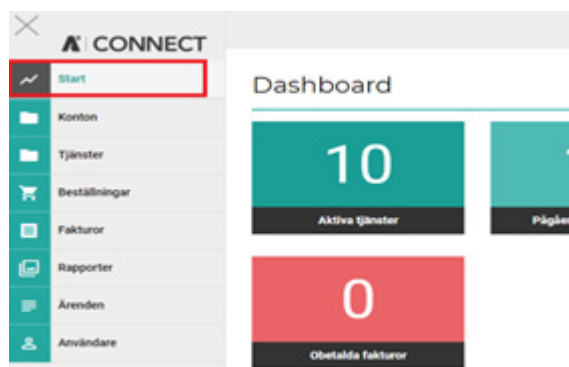 A CONNECT
Start
Konton
Tjänster
Beställningar
Fakturor
Rapporter
Ärenden
Användare
Dashboard
10
Aktiva tjänster
0
Obetalda fakturor